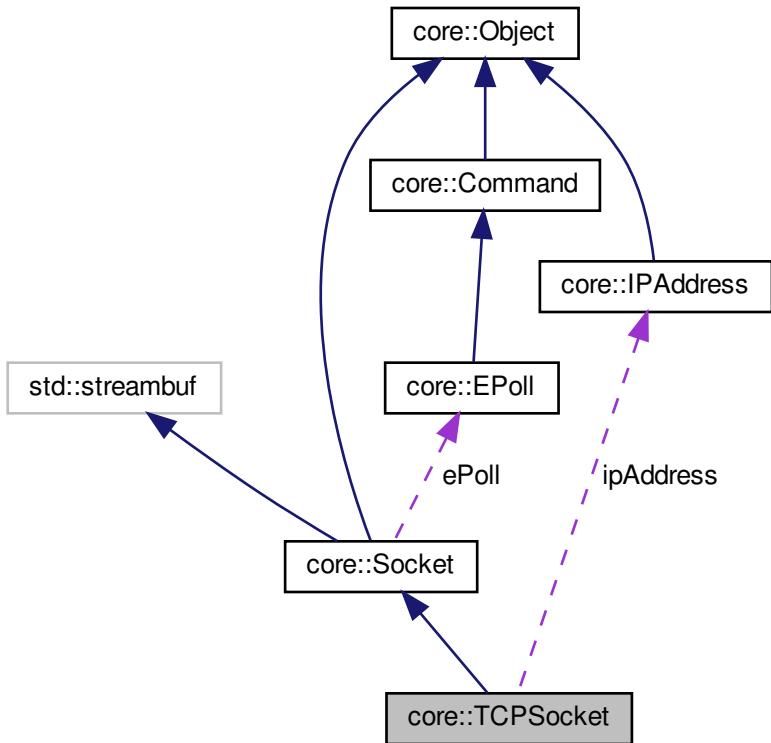 core::Object
core::Command
core::IPAddress
std::streambuf
core::EPoll
ePoll
ipAddress
core::Socket
core::TCPSocket